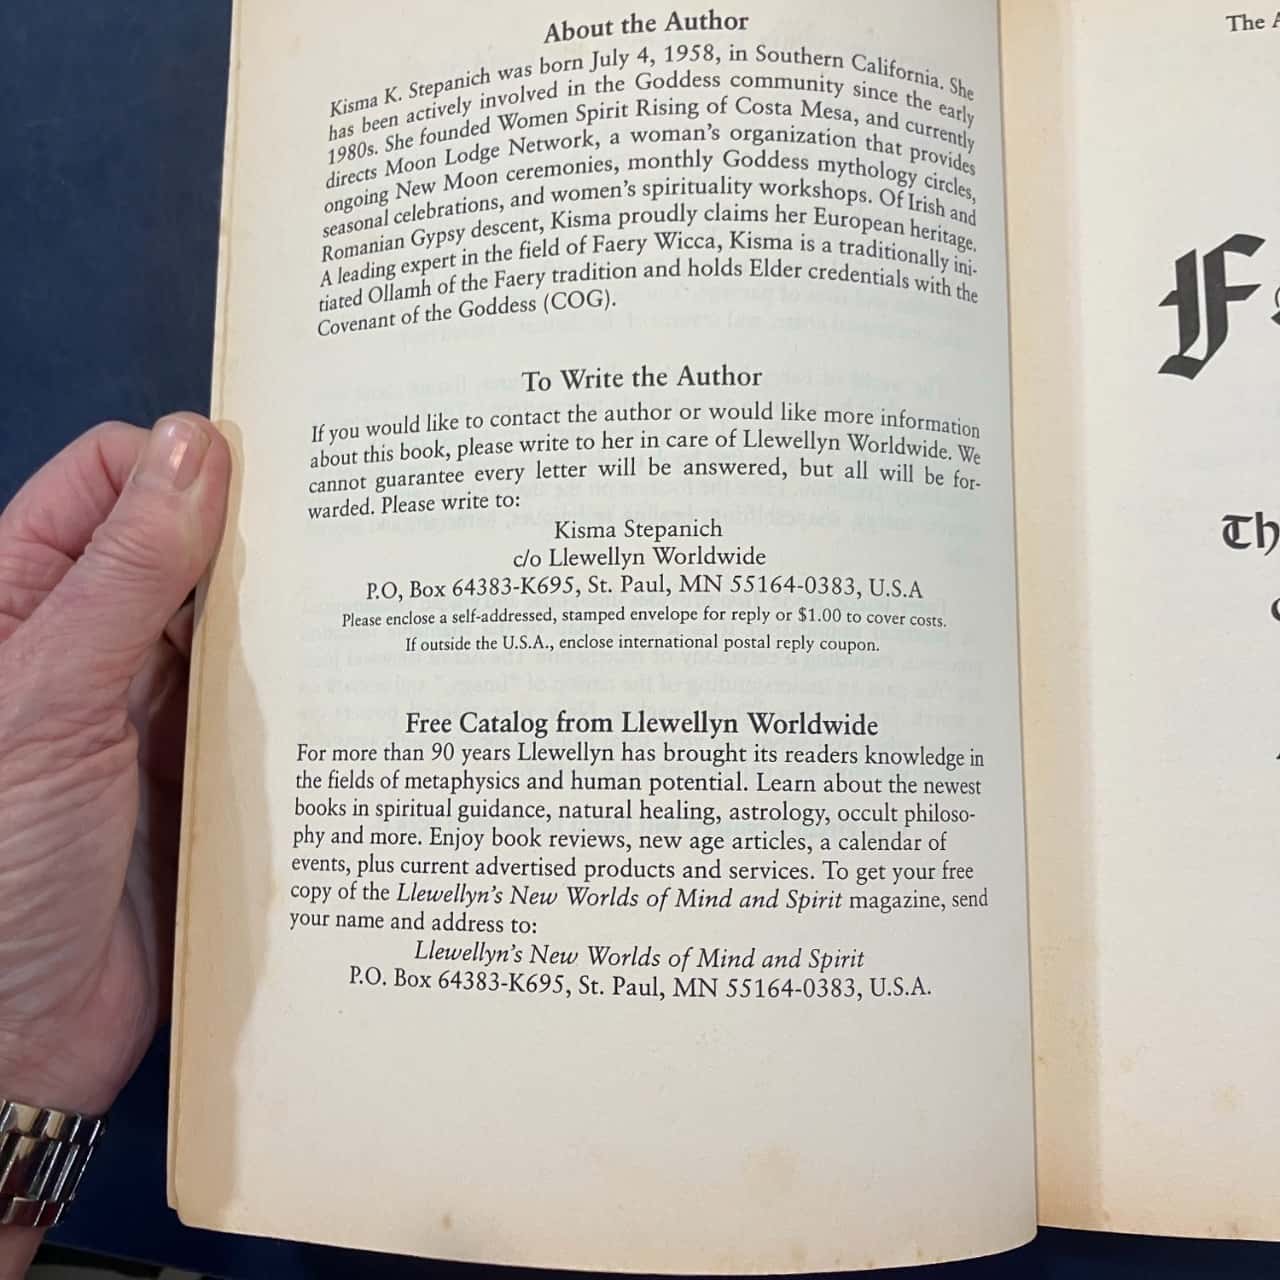 About the Author
Kisma K. Stepanich was born July 4, 1958, in Southern California. She
has been actively involved in the Goddess community since the early
1980s. She founded Women Spirit Rising of Costa Mesa, and currently
directs Moon Lodge Network, a woman's organization that provides
ongoing New Moon ceremonies, monthly Goddess mythology circles,
seasonal celebrations, and women's spirituality workshops. Of Irish and
Romanian Gypsy descent, Kisma proudly claims her European heritage.
A leading expert in the field of Faery Wicca, Kisma is a traditionally ini-
tiated Ollamh of the Faery tradition and holds Elder credentials with the
Covenant of the Goddess (COG).
To Write the Author
If you would like to contact the author or would like more information
about this book, please write to her in care of Llewellyn Worldwide. We
cannot guarantee every letter will be answered, but all will be for-
warded. Please write to:
Kisma Stepanich
c/o Llewellyn Worldwide
P.O, Box 64383-K695, St. Paul, MN 55164-0383, U.S.A
Please enclose a self-addressed, stamped envelope for reply or $1.00 to cover costs.
If outside the U.S.A., enclose international postal reply coupon.
Free Catalog from Llewellyn Worldwide
For more than 90 years Llewellyn has brought its readers knowledge in
the fields of metaphysics and human potential. Learn about the newest
books in spiritual guidance, natural healing, astrology, occult philoso-
phy and more. Enjoy book reviews, new age articles, a calendar of
events, plus current advertised products and services. To get your free
copy of the Llewellyn's New Worlds of Mind and Spirit magazine, send
your name and address to:
Llewellyn's New Worlds of Mind and Spirit
P.O. Box 64383-K695, St. Paul, MN 55164-0383, U.S.A.
The